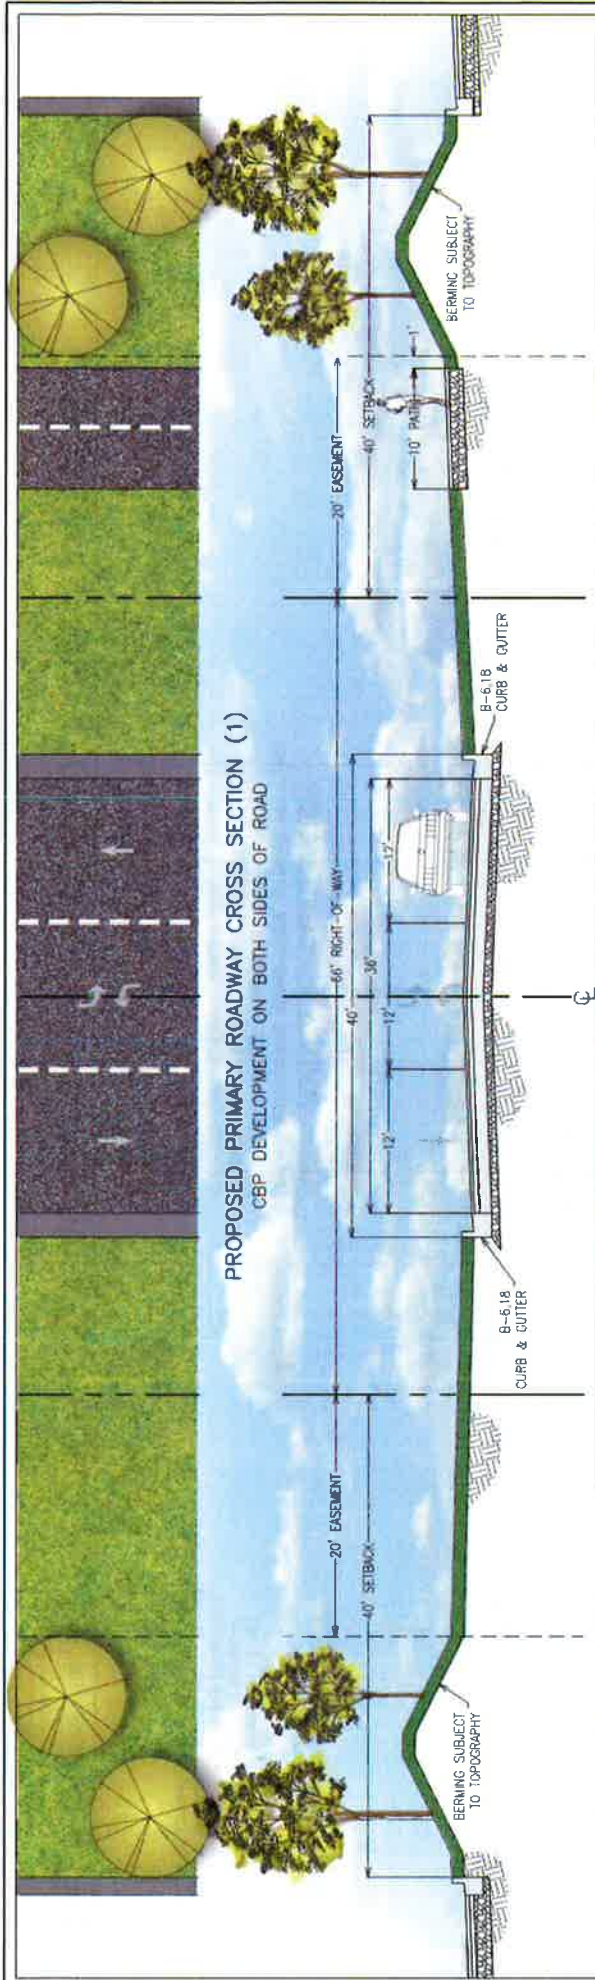 PROPOSED PRIMARY ROADWAY CROSS SECTION (1)
CBP DEVELOPMENT ON BOTH SIDES OF ROAD
20' EASEMENT
66' RIGHT-OF-WAY
20' EASEMENT
40'
40' SETBACK
36'
40' SETBACK
12'
12'
12'
10' PATH
1'
BERMING SUBJECT
TO TOPOGRAPHY
B-6.18
CURB & GUTTER
B-6.18
CURB & GUTTER
BERMING SUBJECT
TO TOPOGRAPHY